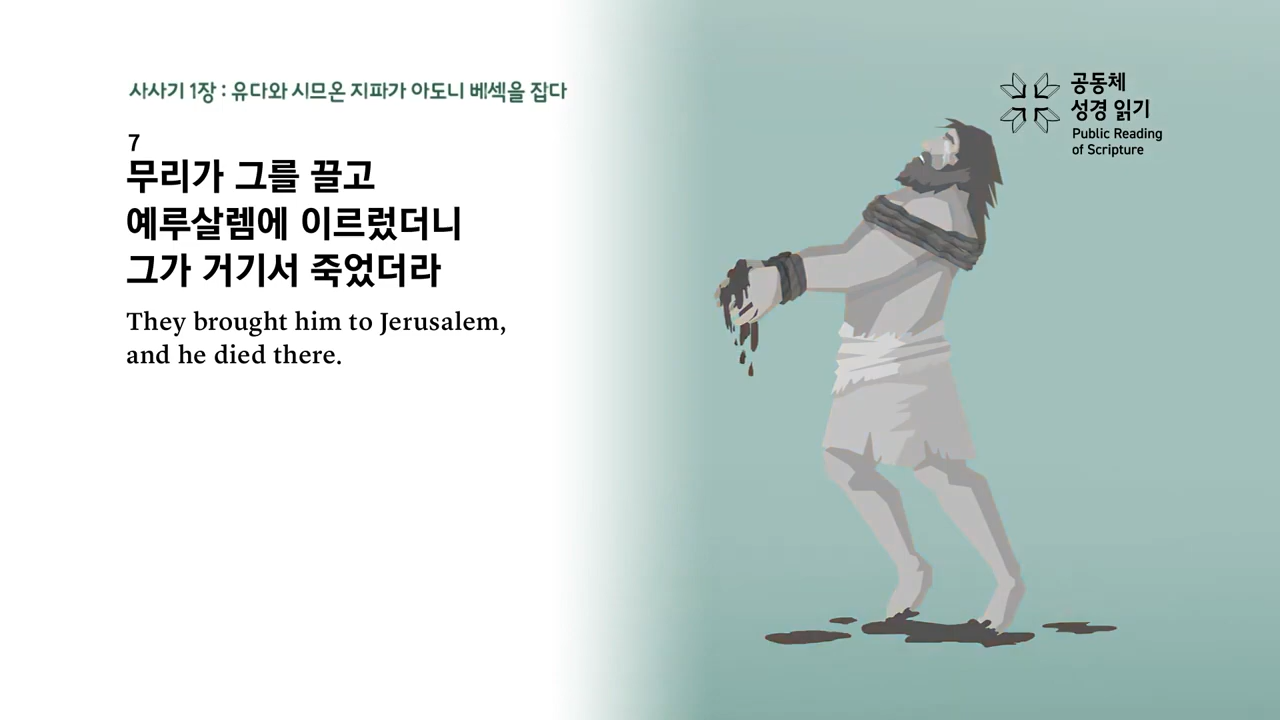 사사기 1장 : 유다와 시므온 지파가 아도니 베섹을 잡다
공동체
성경 읽기
Public Reading
of Scripture
7
무리가 그를 끌고
예루살렘에 이르렀더니
그가 거기서 죽었더라
They brought him to Jerusalem,
and he died there.